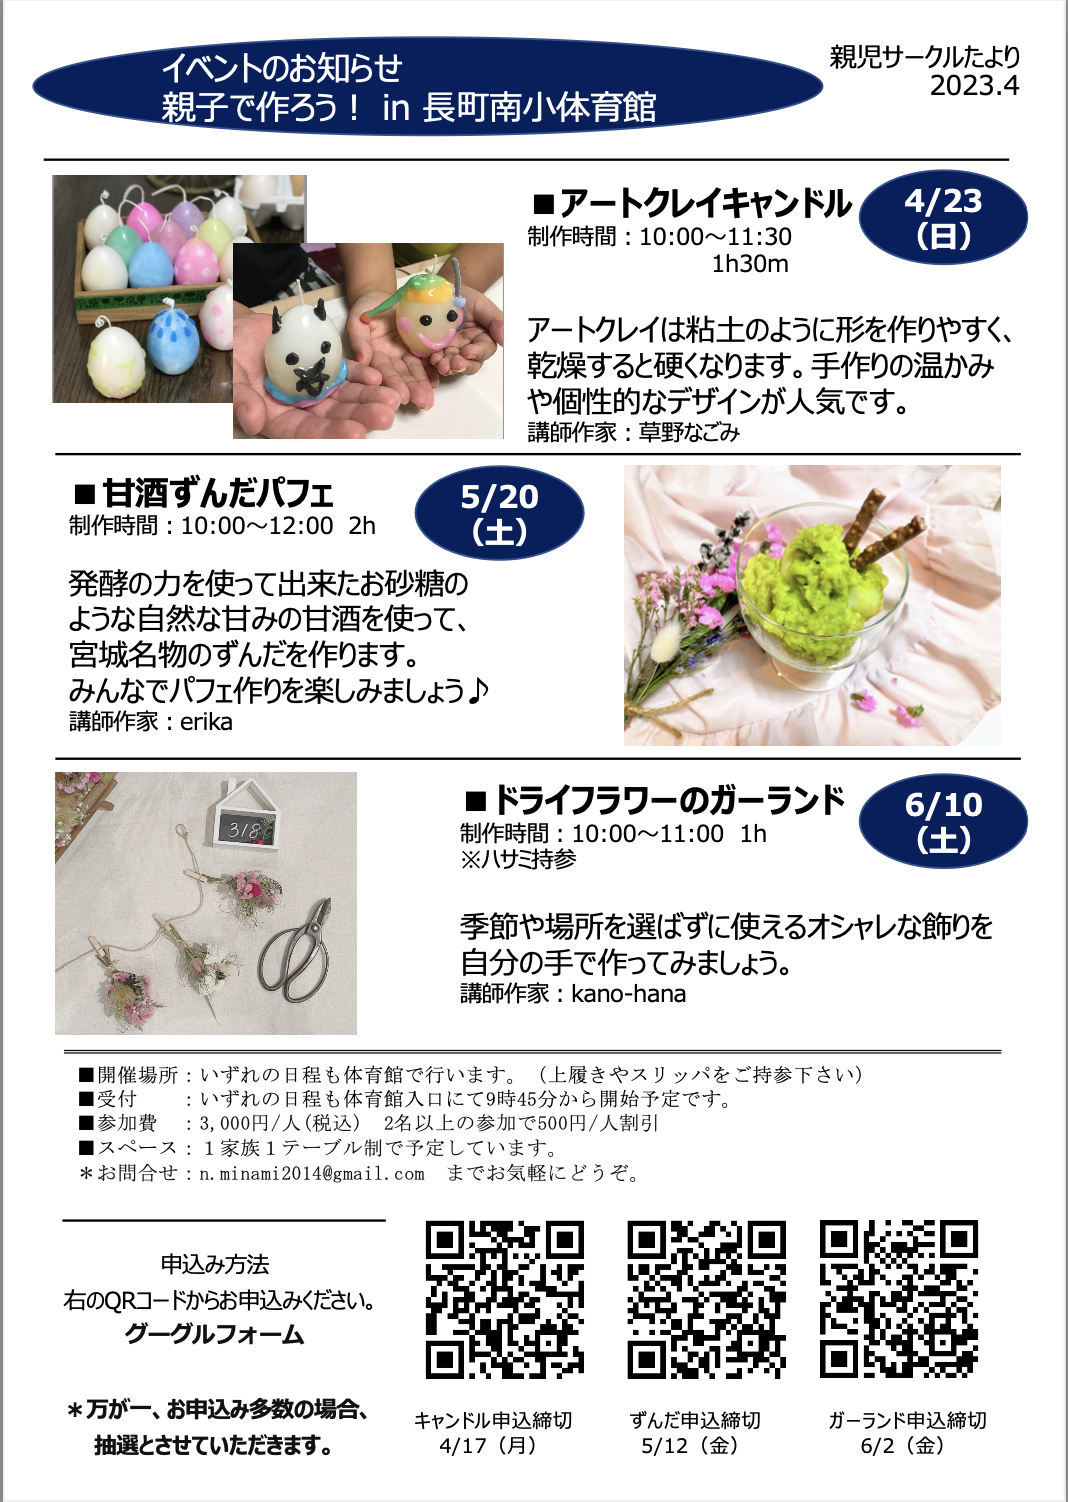 イベントのお知らせ
親子で作ろう！ in 長町南小体育館
親児サークルたより
2023.4
■アートクレイキャンドル
制作時間：10:00～11:30
1h30m
4/23
（日）
アートクレイは粘土のように形を作りやすく、
乾燥すると硬くなります。手作りの温かみ
や個性的なデザインが人気です。
講師作家：草野なごみ
■甘酒ずんだパフェ
制作時間：10:00～12:00 2h
5/20
（土）
発酵の力を使って出来たお砂糖の
ような自然な甘みの甘酒を使って、
宮城名物のずんだを作ります。
みんなでパフェ作りを楽しみましょう♪
講師作家：erika
3/8
■ドライフラワーのガーランド
制作時間：10:00～11:00 1h
※ハサミ持参
6/10
（土）
季節や場所を選ばずに使えるオシャレな飾りを
自分の手で作ってみましょう。
講師作家：kano-hana
■開催場所：いずれの日程も体育館で行います。（上履きやスリッパをご持参下さい）
■受付　　：いずれの日程も体育館入口にて9時45分から開始予定です。
■参加費　：3,000円/人(税込)　2名以上の参加で500円/人割引
■スペース：１家族１テーブル制で予定しています。
＊お問合せ：n.minami2014@gmail.com　までお気軽にどうぞ。
申込み方法
右のQRコードからお申込みください。
グーグルフォーム
＊万が一、お申込み多数の場合、
抽選とさせていただきます。
キャンドル申込締切
4/17（月）
ずんだ申込締切
5/12（金）
ガーランド申込締切
6/2（金）